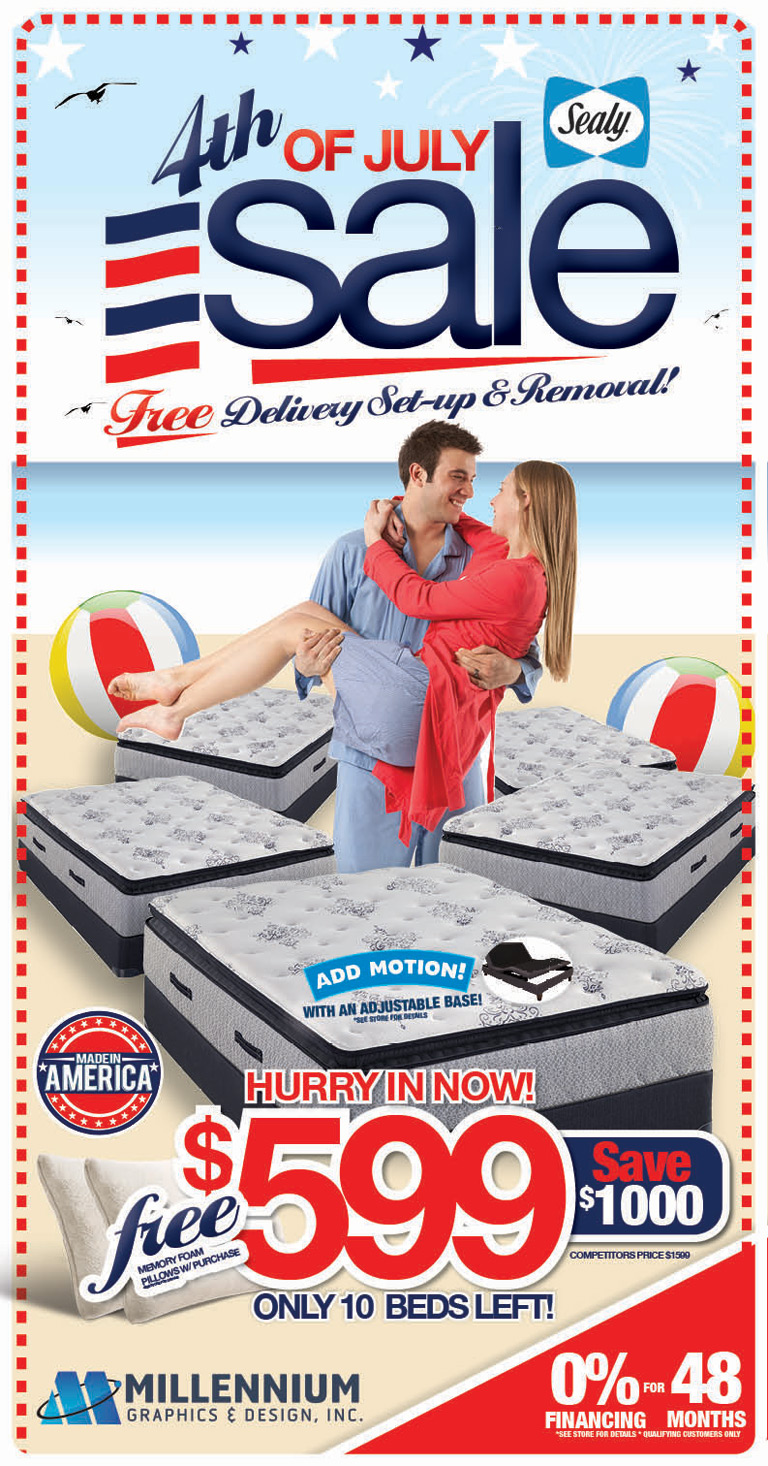 4th OF JULY
Sealy
sale
Free Delivery Set-up & Removal!
ADD MOTION!
WITH AN ADJUSTABLE BASE!
*SEE STORE FOR DETAILS
MADE IN
AMERICA
HURRY IN NOW!
$599
Save
$1000
COMPETITORS PRICE $1599
free
MEMORY FOAM
PILLOWS W/ PURCHASE
ONLY 10 BEDS LEFT!
MILLENNIUM
GRAPHICS & DESIGN, INC.
0% FOR 48
FINANCING MONTHS
*SEE STORE FOR DETAILS * QUALIFYING CUSTOMERS ONLY